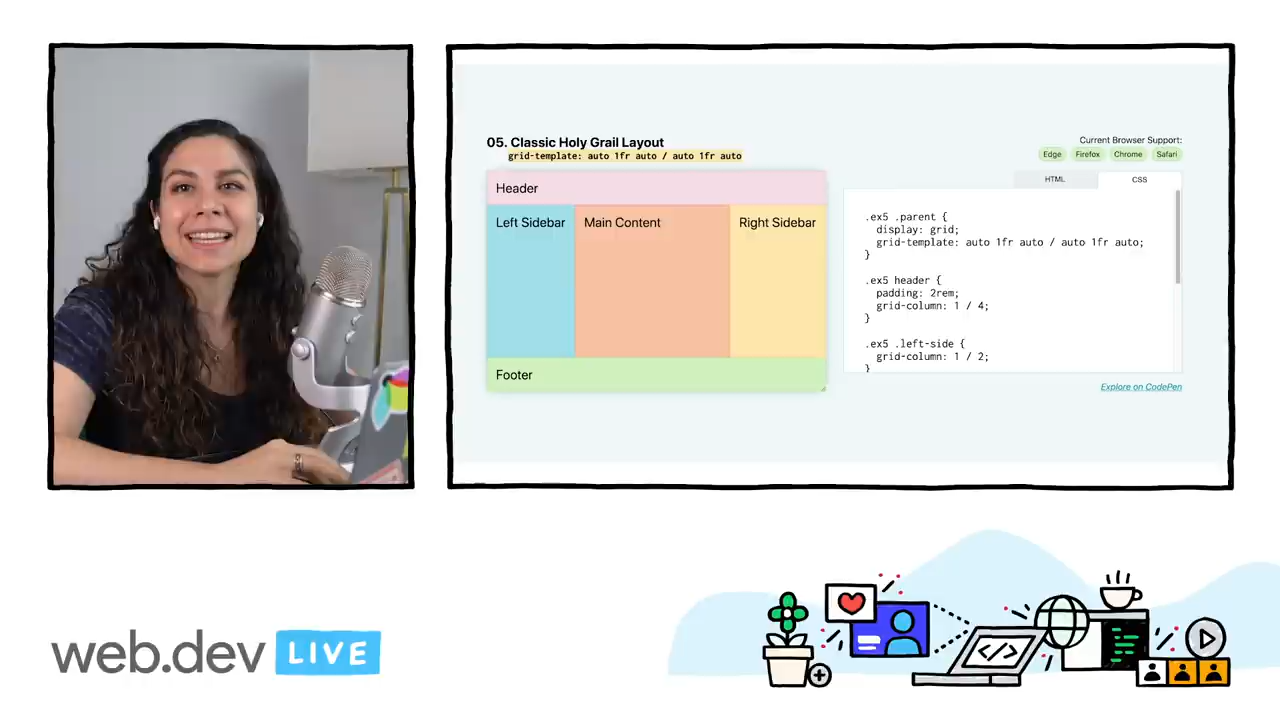 05. Classic Holy Grail Layout
grid-template: auto 1fr auto / auto 1fr auto
Header
Left Sidebar
Main Content
Right Sidebar
Footer
Current Browser Support:
Edge
Firefox
Chrome
Safari
HTML
CSS
.ex5 .parent {
display: grid;
grid-template: auto 1fr auto / auto 1fr auto;
}
.ex5 header {
padding: 2rem;
grid-column: 1 / 4;
}
.ex5 .left-side {
grid-column: 1 / 2;
}
Explore on CodePen
web.dev LIVE
</>